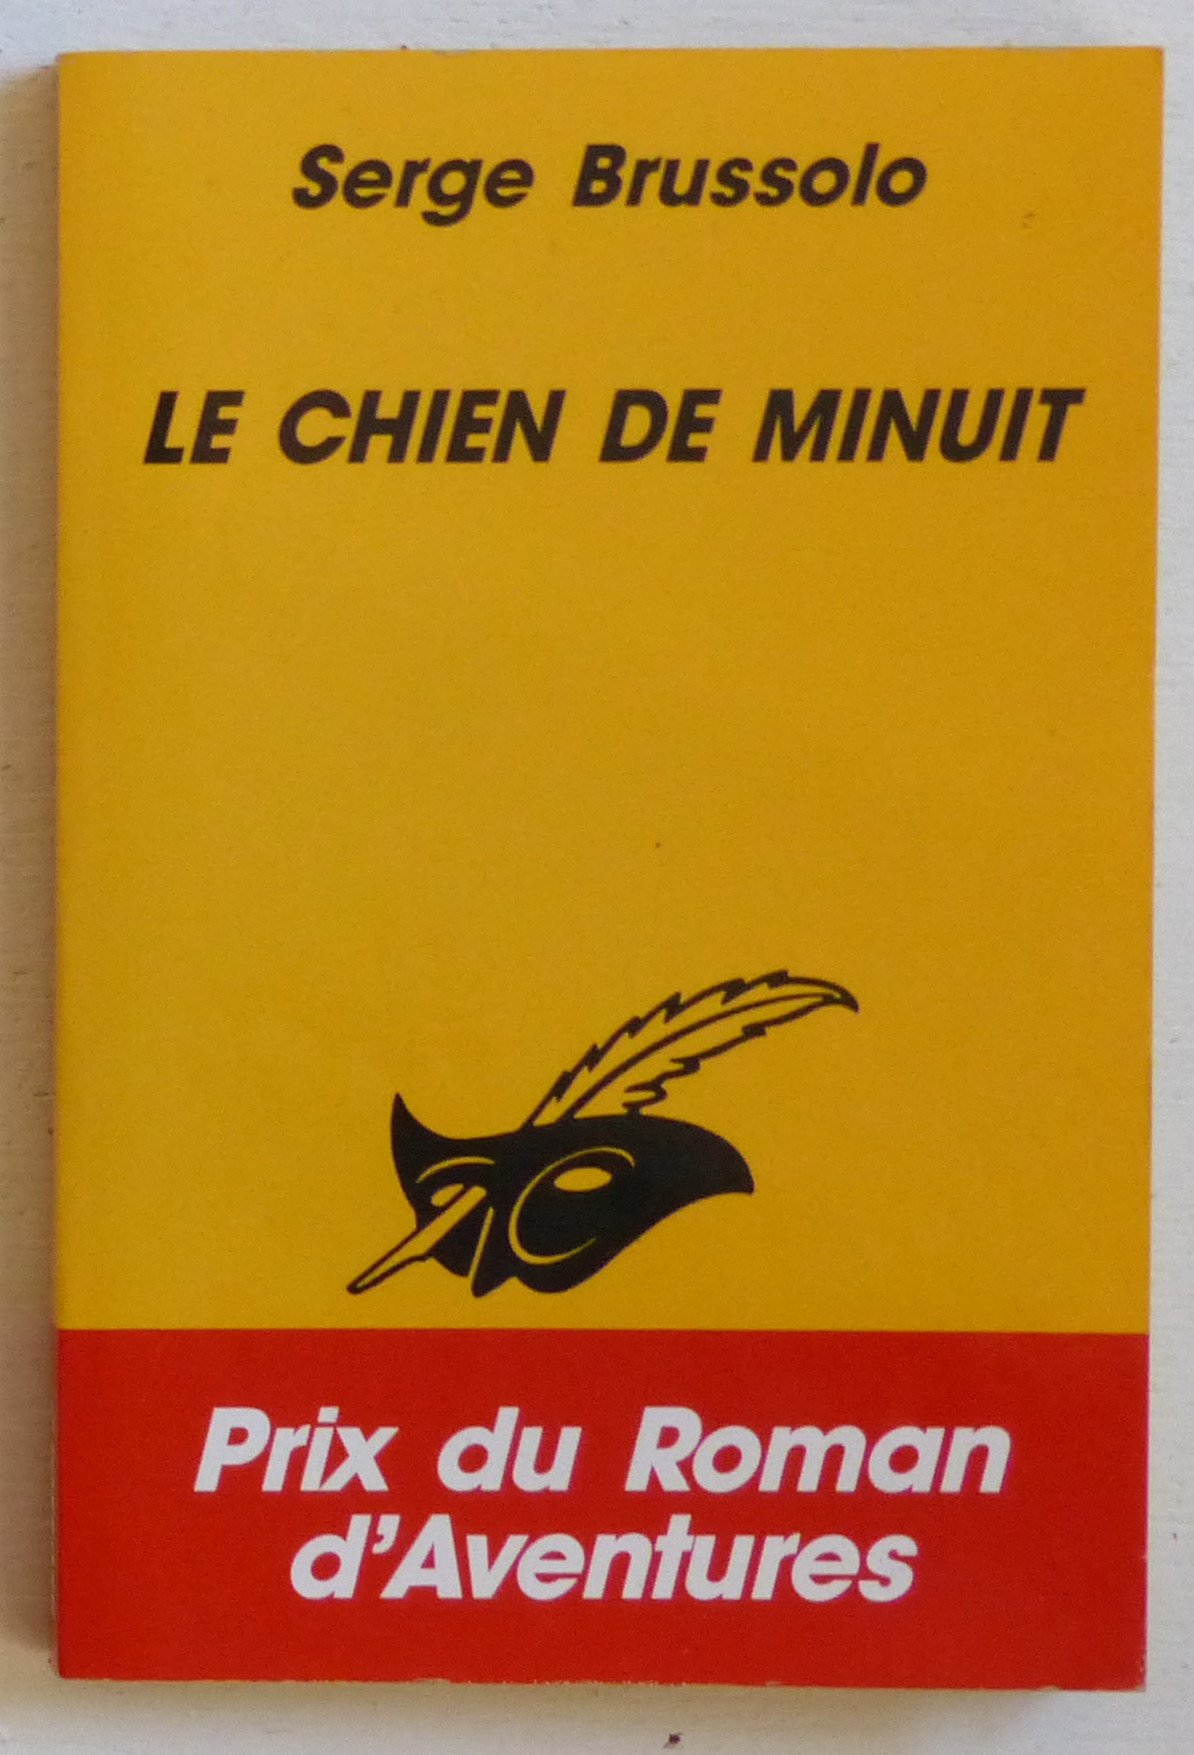 Serge Brussolo
LE CHIEN DE MINUIT
Prix du Roman
d'Aventures